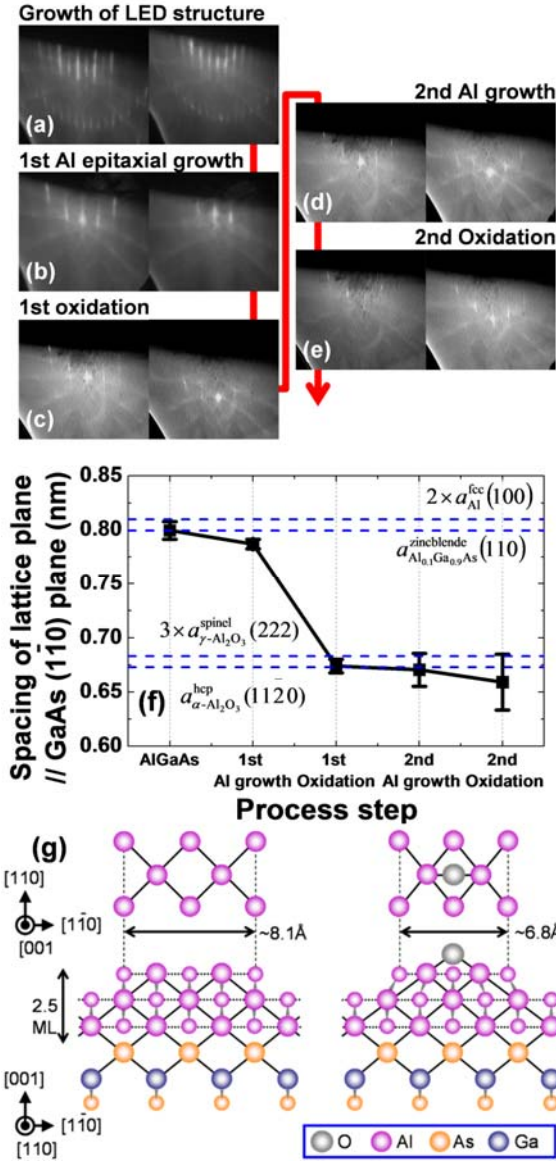 Growth of LED structure
(a)
1st Al epitaxial growth
(b)
1st oxidation
(c)
2nd Al growth
(d)
2nd Oxidation
(e)
Spacing of lattice plane
// GaAs (11̄0) plane (nm)
0.85
0.80
0.75
0.70
0.65
0.60
2 × a_Al^fcc (100)
a_Al0.1Ga0.9As^zincblende (110)
3 × a_γ-Al2O3^spinel (222)
a_α-Al2O3^hcp (112̄0)
(f)
AlGaAs 1st 1st 2nd 2nd
Al growth Oxidation Al growth Oxidation
Process step
(g)
[110]
[11̄0]
[001]
~8.1Å
~6.8Å
2.5
ML
[001]
[11̄0]
[110]
O Al As Ga